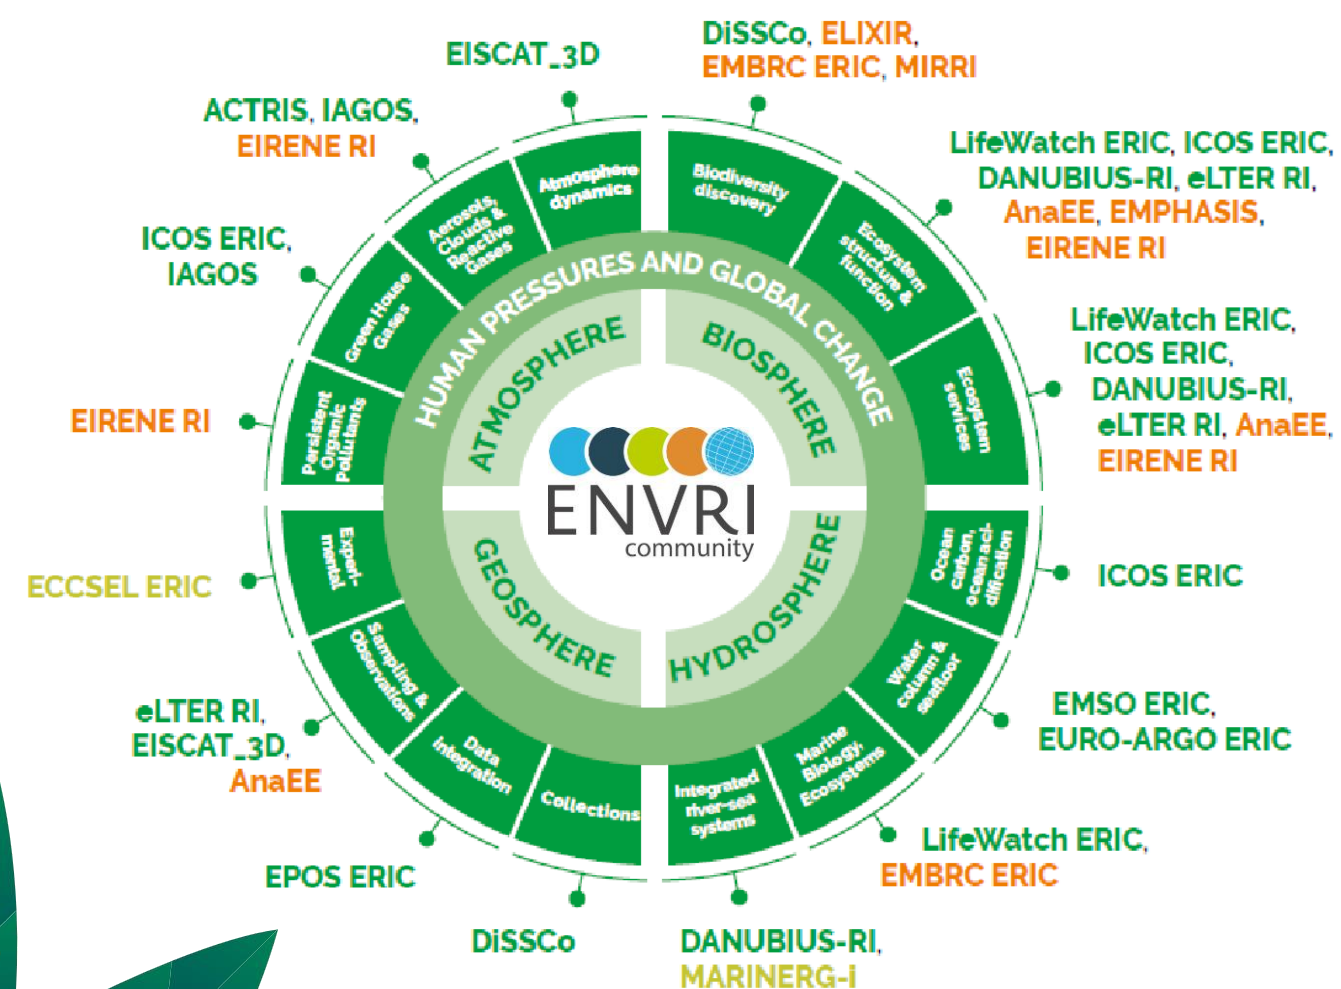 EISCAT_3D
DiSSCo, ELIXIR,
EMBRC ERIC, MIRRI
ACTRIS, IAGOS,
EIRENE RI
LifeWatch ERIC, ICOS ERIC,
DANUBIUS-RI, eLTER RI,
AnaEE, EMPHASIS,
EIRENE RI
ICOS ERIC,
IAGOS
LifeWatch ERIC,
ICOS ERIC,
DANUBIUS-RI,
eLTER RI, AnaEE,
EIRENE RI
EIRENE RI
Atmosphere
dynamics
Biodiversity
discovery
Aerosols,
Clouds &
Reactive
Gases
Ecosystem
structure &
function
Green House
Gases
Ecosystem
services
Persistent
Organic
Pollutants
HUMAN PRESSURES AND GLOBAL CHANGE
ATMOSPHERE
BIOSPHERE
ENVRI
community
GEOSPHERE
HYDROSPHERE
Experi-
mental
Ocean
carbon,
ocean aci-
dification
Sampling &
Observations
Water
column &
seafloor
Data
integration
Marine
Biology,
Ecosystems
Collections
Integrated
river-sea
systems
ECCSEL ERIC
ICOS ERIC
eLTER RI,
EISCAT_3D,
AnaEE
EMSO ERIC,
EURO-ARGO ERIC
EPOS ERIC
LifeWatch ERIC,
EMBRC ERIC
DiSSCo
DANUBIUS-RI,
MARINERG-i